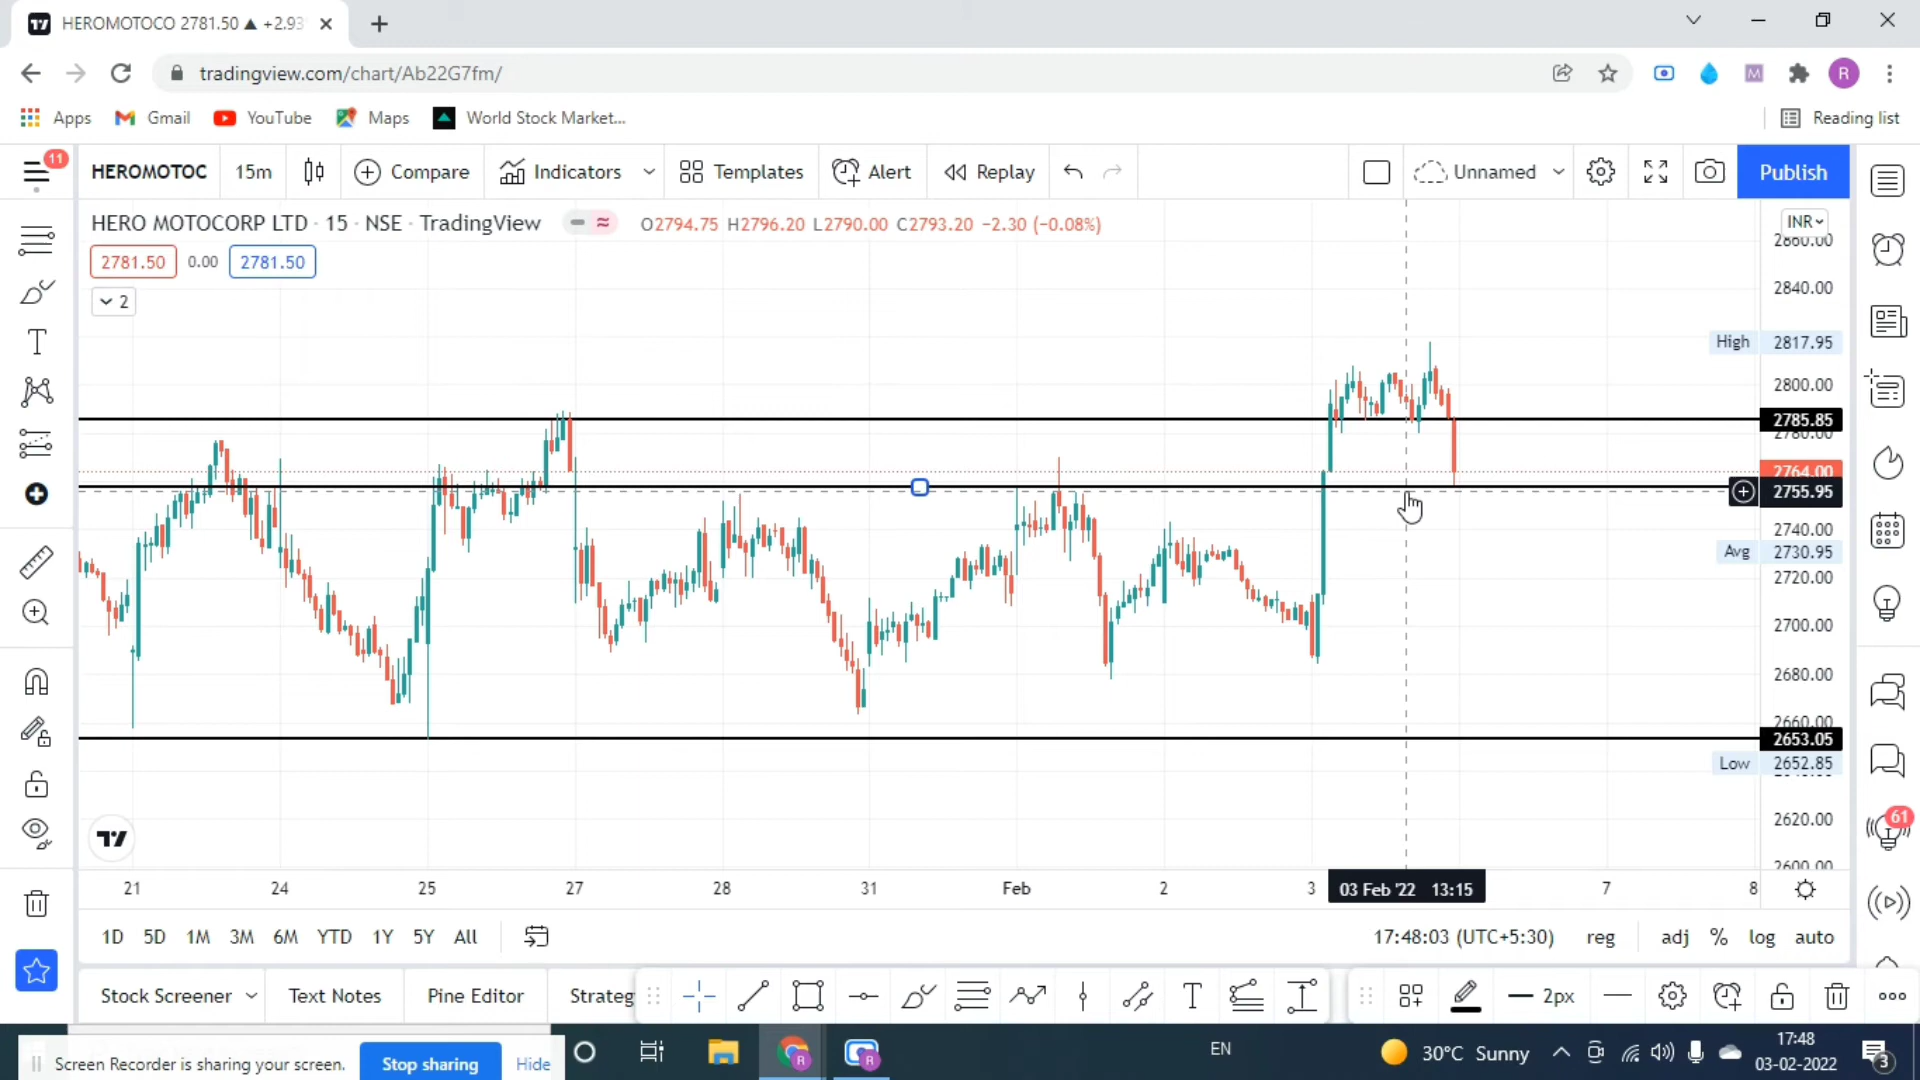 HEROMOTOCO 2781.50 ▲ +2.93
tradingview.com/chart/Ab22G7fm/
M
R
Apps Gmail YouTube Maps World Stock Market... Reading list
11
HEROMOTOC 15m Compare Indicators Templates Alert Replay Unnamed Publish
HERO MOTOCORP LTD · 15 · NSE · TradingView O2794.75 H2796.20 L2790.00 C2793.20 −2.30 (−0.08%)
INR
2781.50 0.00 2781.50
2
2860.00
2840.00
High 2817.95
2800.00
2785.85
2780.00
2764.00
2755.95
2740.00
Avg 2730.95
2720.00
2700.00
2680.00
2660.00
2653.05
Low 2652.85
2620.00
2600.00
61
21 24 25 27 28 31 Feb 2 3 03 Feb '22 13:15 7 8
1D 5D 1M 3M 6M YTD 1Y 5Y All 17:48:03 (UTC+5:30) reg adj % log auto
Stock Screener Text Notes Pine Editor Strateg T 2px
Screen Recorder is sharing your screen. Stop sharing Hide
R R
EN
30°C Sunny
17:48
03-02-2022
3